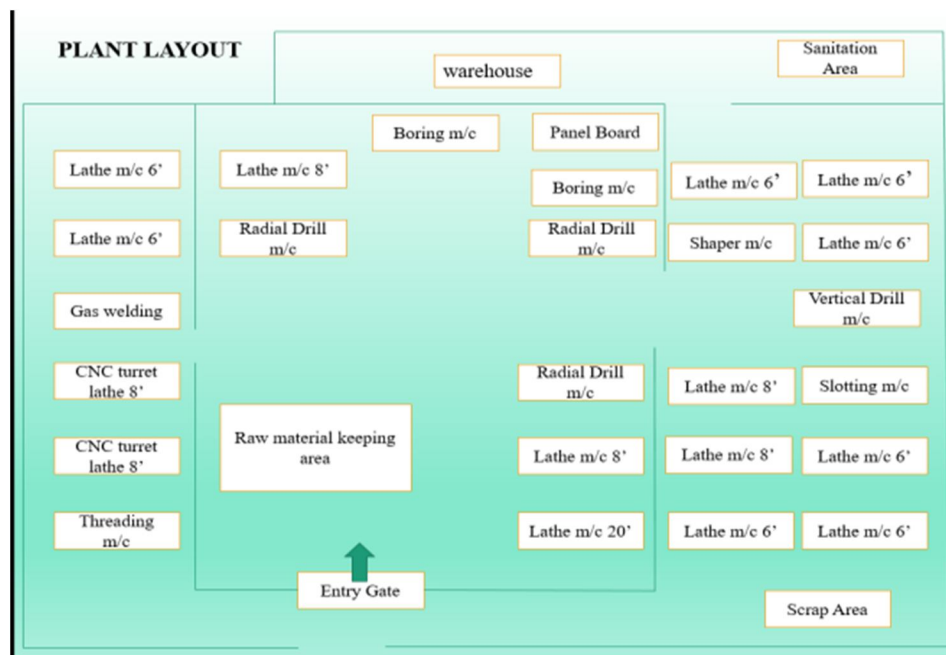 PLANT LAYOUT
warehouse
Sanitation
Area
Boring m/c
Panel Board
Lathe m/c 6’
Lathe m/c 8’
Boring m/c
Lathe m/c 6’
Lathe m/c 6’
Lathe m/c 6’
Radial Drill
m/c
Radial Drill
m/c
Shaper m/c
Lathe m/c 6’
Gas welding
Vertical Drill
m/c
CNC turret
lathe 8’
Radial Drill
m/c
Lathe m/c 8’
Slotting m/c
CNC turret
lathe 8’
Raw material keeping
area
Lathe m/c 8’
Lathe m/c 8’
Lathe m/c 6’
Threading
m/c
Lathe m/c 20’
Lathe m/c 6’
Lathe m/c 6’
Entry Gate
Scrap Area